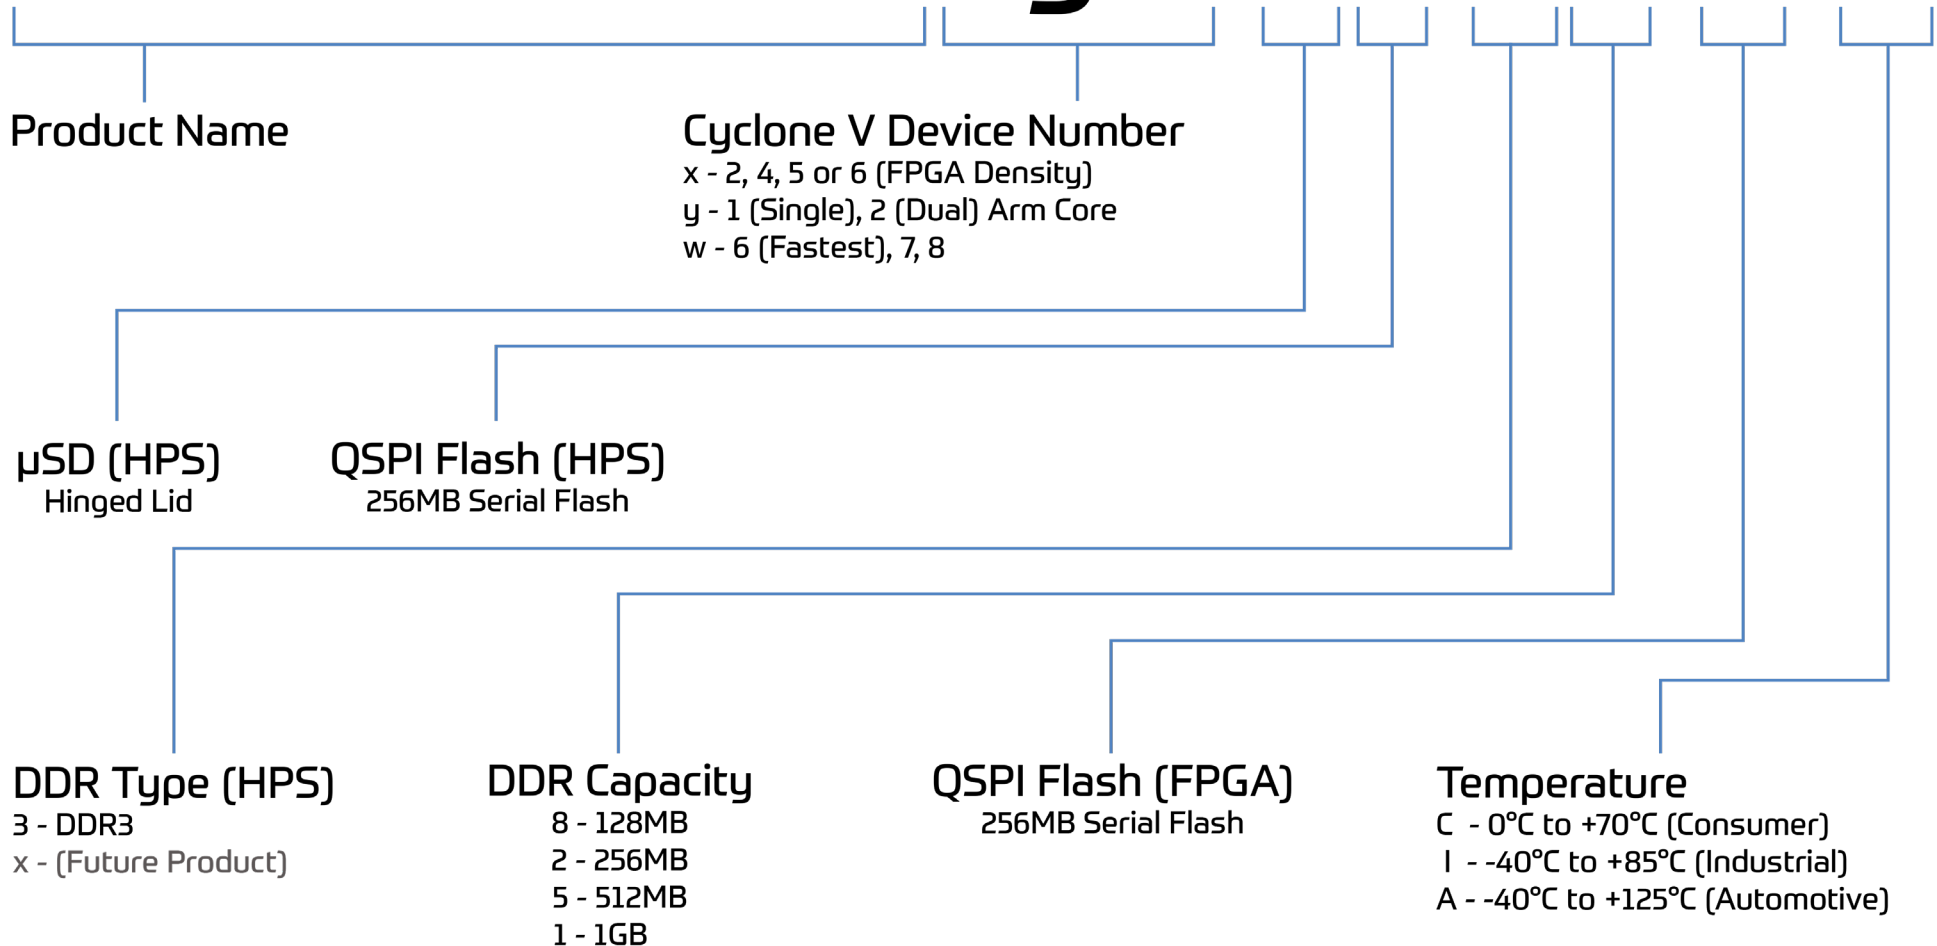 Product Name
Cyclone V Device Number
x - 2, 4, 5 or 6 (FPGA Density)
y - 1 (Single), 2 (Dual) Arm Core
w - 6 (Fastest), 7, 8
µSD (HPS)
Hinged Lid
QSPI Flash (HPS)
256MB Serial Flash
DDR Type (HPS)
3 - DDR3
x - (Future Product)
DDR Capacity
8 - 128MB
2 - 256MB
5 - 512MB
1 - 1GB
QSPI Flash (FPGA)
256MB Serial Flash
Temperature
C - 0°C to +70°C (Consumer)
I - -40°C to +85°C (Industrial)
A - -40°C to +125°C (Automotive)